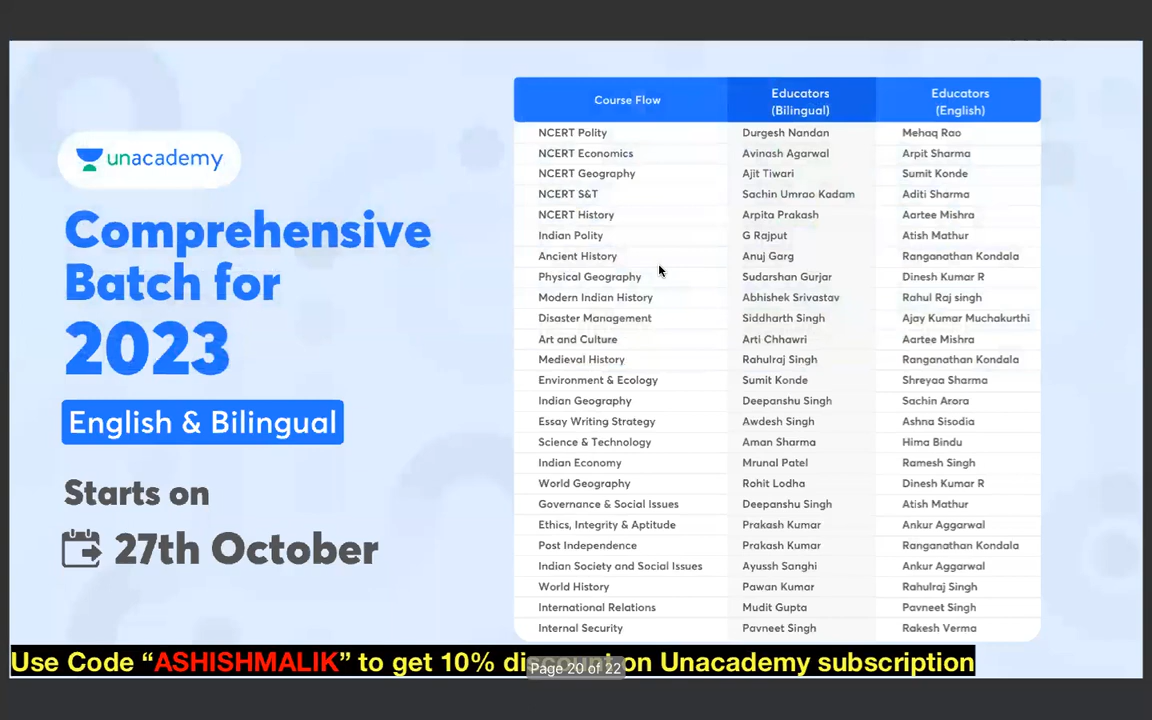 unacademy
Comprehensive
Batch for
2023
English & Bilingual
Starts on
27th October
Course Flow Educators (Bilingual) Educators (English)
NCERT Polity Durgesh Nandan Mehaq Rao
NCERT Economics Avinash Agarwal Arpit Sharma
NCERT Geography Ajit Tiwari Sumit Konde
NCERT S&T Sachin Umrao Kadam Aditi Sharma
NCERT History Arpita Prakash Aartee Mishra
Indian Polity G Rajput Atish Mathur
Ancient History Anuj Garg Ranganathan Kondala
Physical Geography Sudarshan Gurjar Dinesh Kumar R
Modern Indian History Abhishek Srivastav Rahul Raj singh
Disaster Management Siddharth Singh Ajay Kumar Muchakurthi
Art and Culture Arti Chhawri Aartee Mishra
Medieval History Rahulraj Singh Ranganathan Kondala
Environment & Ecology Sumit Konde Shreyaa Sharma
Indian Geography Deepanshu Singh Sachin Arora
Essay Writing Strategy Awdesh Singh Ashna Sisodia
Science & Technology Aman Sharma Hima Bindu
Indian Economy Mrunal Patel Ramesh Singh
World Geography Rohit Lodha Dinesh Kumar R
Governance & Social Issues Deepanshu Singh Atish Mathur
Ethics, Integrity & Aptitude Prakash Kumar Ankur Aggarwal
Post Independence Prakash Kumar Ranganathan Kondala
Indian Society and Social Issues Ayussh Sanghi Ankur Aggarwal
World History Pawan Kumar Rahulraj Singh
International Relations Mudit Gupta Pavneet Singh
Internal Security Pavneet Singh Rakesh Verma
Use Code “ASHISHMALIK” to get 10% discount on Unacademy subscription
Page 20 of 22